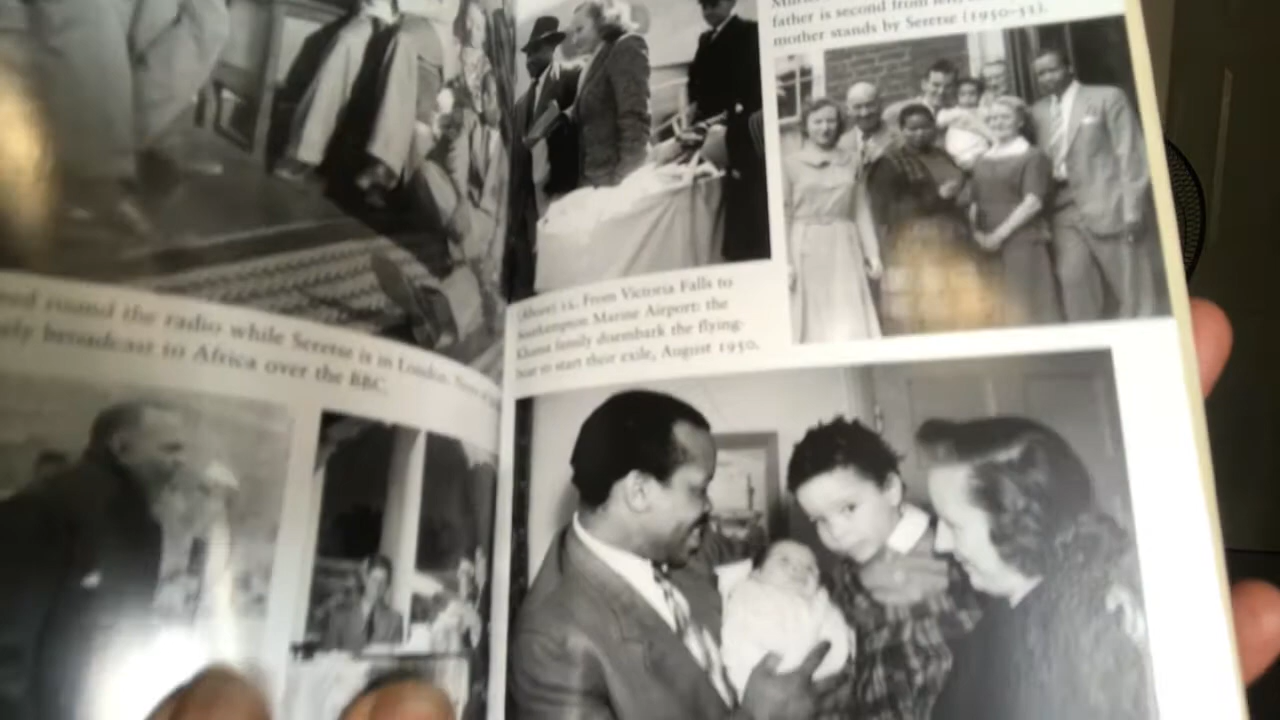 father is second from left,
mother stands by Seretse (1950-51).
(Above) 12. From Victoria Falls to
Southampton Marine Airport: the
Khama family disembark the flying-
boat to start their exile, August 1950.
round the radio while Seretse is in London.
broadcast to Africa over the BBC.